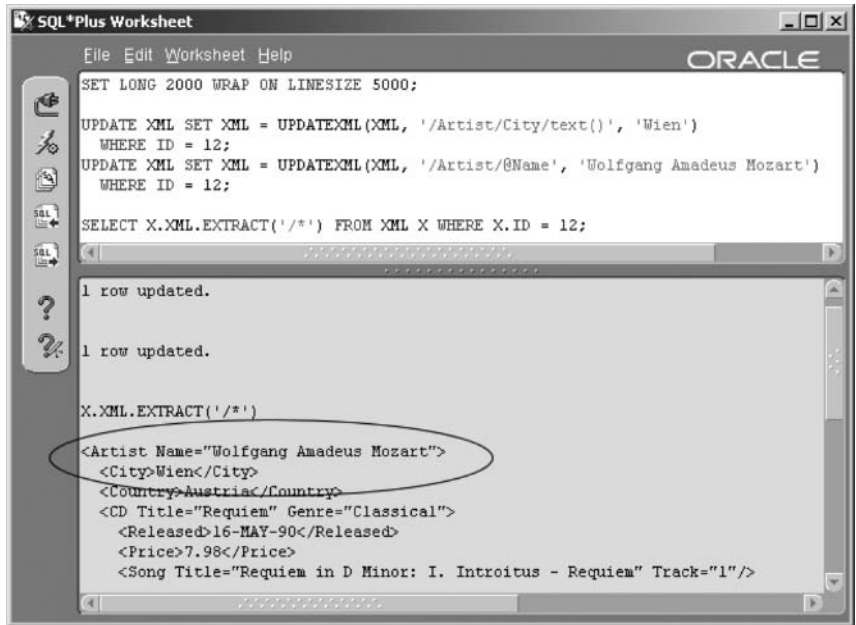 SQL*Plus Worksheet
File Edit Worksheet Help
ORACLE
SET LONG 2000 WRAP ON LINESIZE 5000;
UPDATE XML SET XML = UPDATEXML(XML, '/Artist/City/text()', 'Wien')
WHERE ID = 12;
UPDATE XML SET XML = UPDATEXML(XML, '/Artist/@Name', 'Wolfgang Amadeus Mozart')
WHERE ID = 12;
SELECT X.XML.EXTRACT('/*') FROM XML X WHERE X.ID = 12;
SQL
SQL
1 row updated.
1 row updated.
X.XML.EXTRACT('/*')
<Artist Name="Wolfgang Amadeus Mozart">
<City>Wien</City>
<Country>Austria</Country>
<CD Title="Requiem" Genre="Classical">
<Released>16-MAY-90</Released>
<Price>7.98</Price>
<Song Title="Requiem in D Minor: I. Introitus - Requiem" Track="1"/>